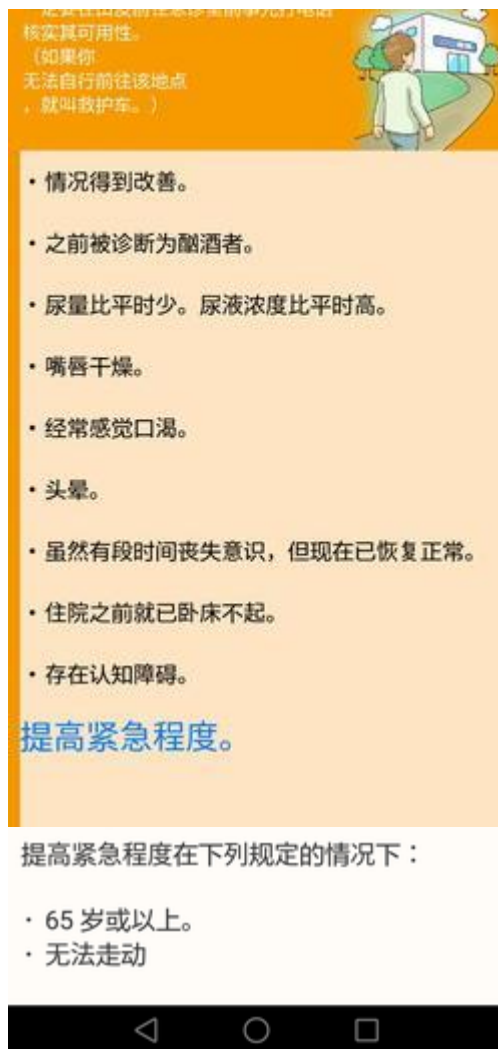 核实其可用性。
（如果你
无法自行前往该地点
，就叫救护车。）
・情况得到改善。
・之前被诊断为酗酒者。
・尿量比平时少。尿液浓度比平时高。
・嘴唇干燥。
・经常感觉口渴。
・头晕。
・虽然有段时间丧失意识，但现在已恢复正常。
・住院之前就已卧床不起。
・存在认知障碍。
提高紧急程度。
提高紧急程度在下列规定的情况下：
· 65 岁或以上。
· 无法走动